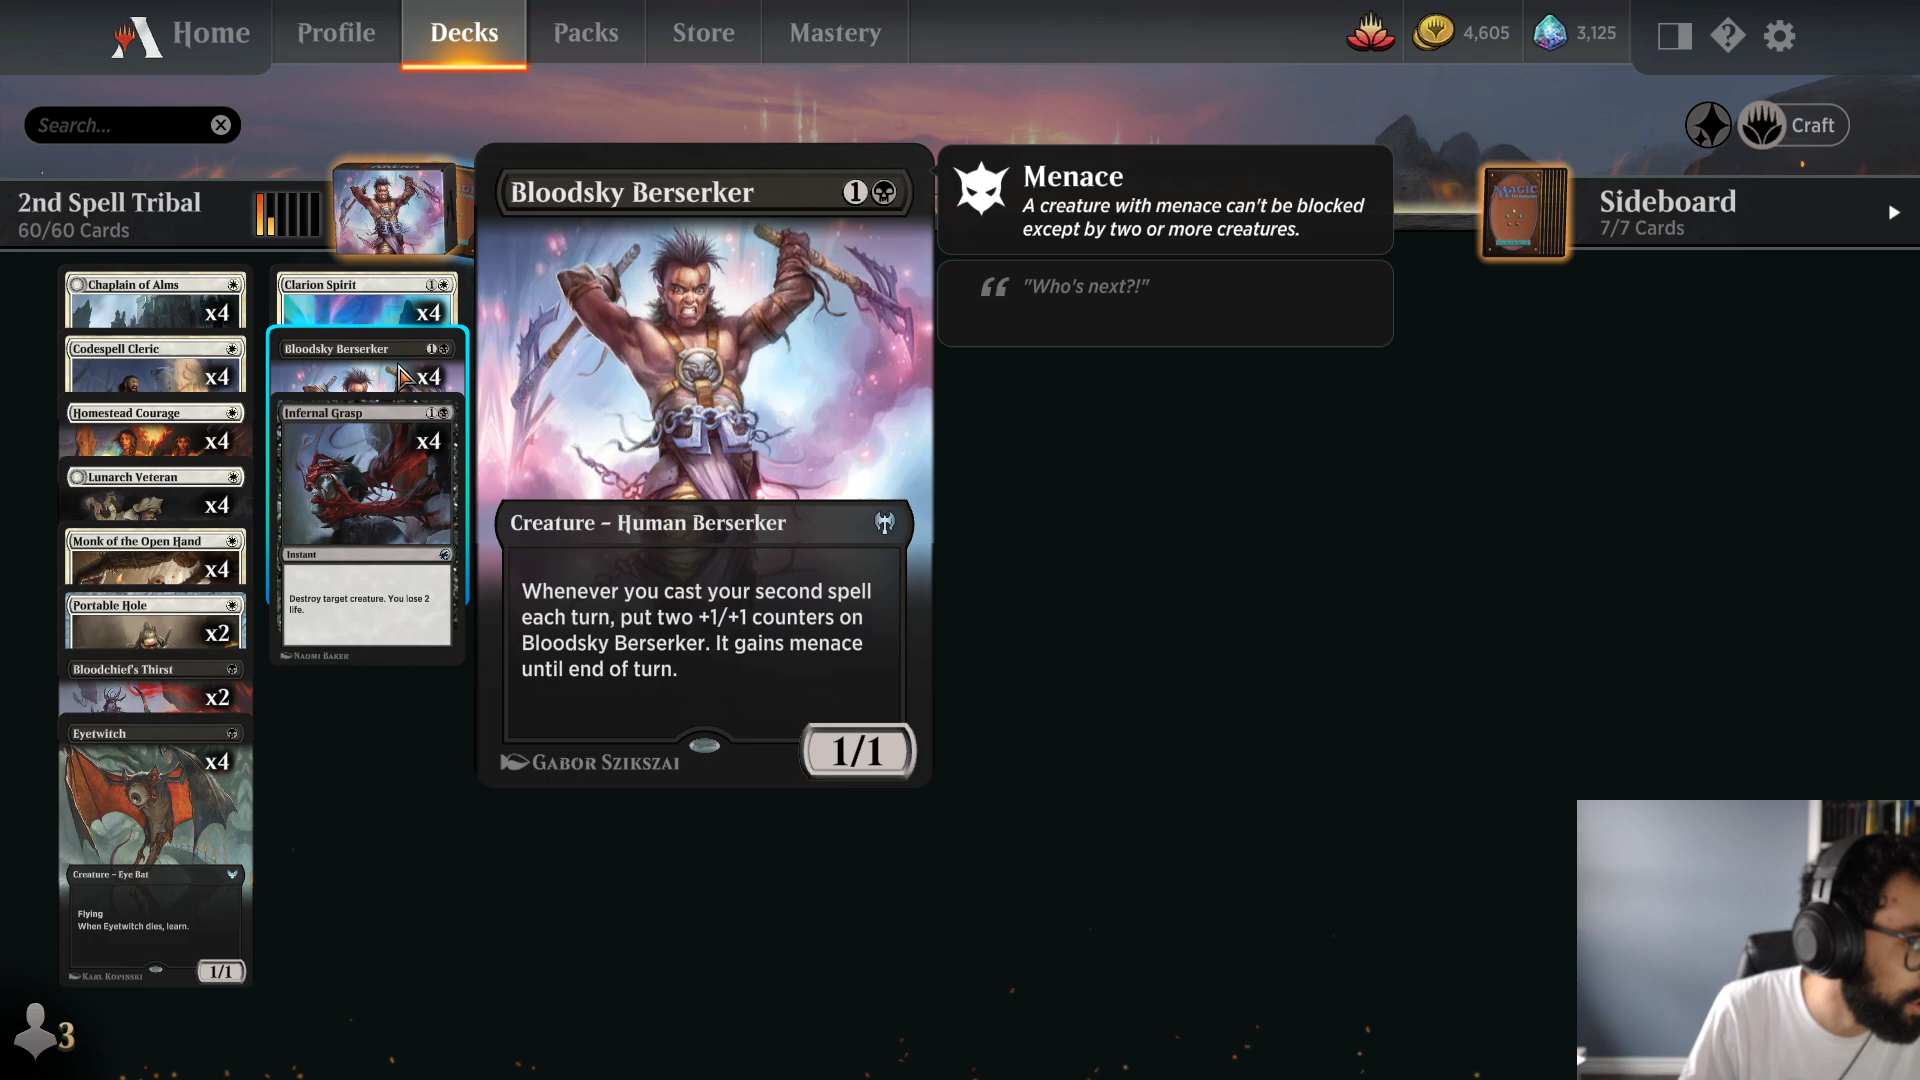 Home
Profile
Decks
Packs
Store
Mastery
4,605
3,125
Search...
Craft
2nd Spell Tribal
60/60 Cards
Sideboard
7/7 Cards
Chaplain of Alms
x4
Codespell Cleric
x4
Homestead Courage
x4
Lunarch Veteran
x4
Monk of the Open Hand
x4
Portable Hole
x2
Bloodchief's Thirst
x2
Eyetwitch
x4
Creature – Eye Bat
Flying
When Eyetwitch dies, learn.
Karl Kopinski
1/1
Clarion Spirit
1
x4
Bloodsky Berserker
1
x4
Infernal Grasp
1
x4
Instant
Destroy target creature. You lose 2
life.
Naomi Baker
Bloodsky Berserker
1
Creature – Human Berserker
Whenever you cast your second spell
each turn, put two +1/+1 counters on
Bloodsky Berserker. It gains menace
until end of turn.
Gabor Szikszai
1/1
Menace
A creature with menace can't be blocked
except by two or more creatures.
"Who's next?!"
MAGIC
3